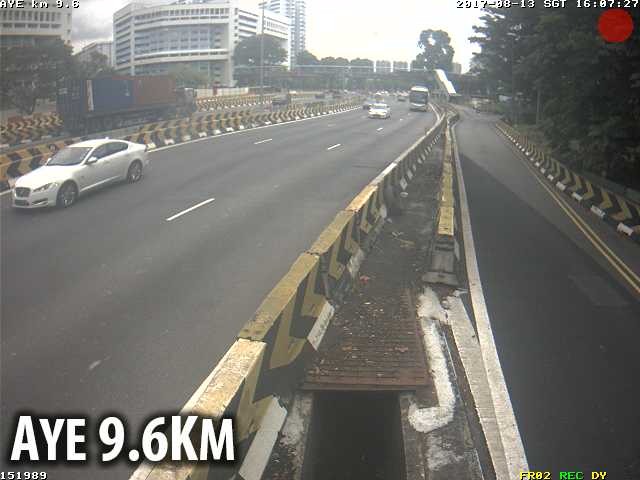 AYE km 9.6
2017-08-13 SGT 16:07:27
AYE 9.6KM
151989
FR02 REC DY